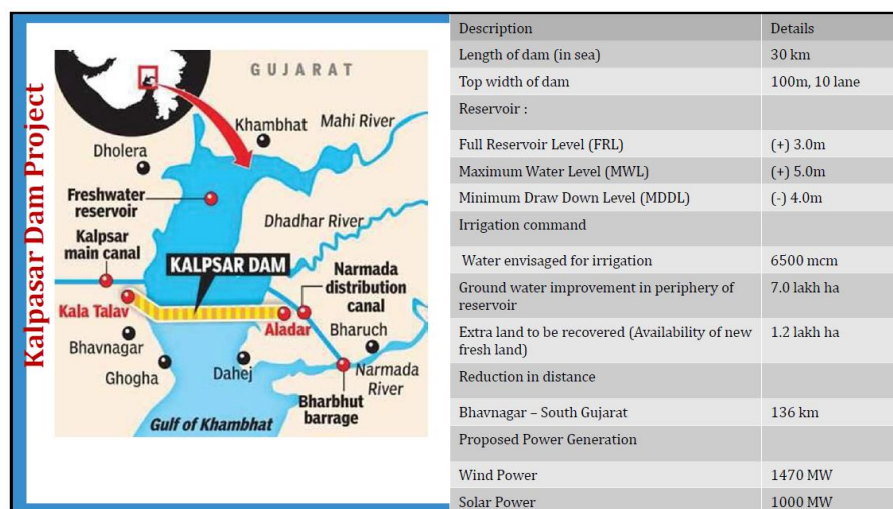 Kalpasar Dam Project
GUJARAT
Khambhat
Mahi River
Dholera
Freshwater
reservoir
Dhadhar River
Kalpsar
main canal
KALPSAR DAM
Narmada
distribution
canal
Kala Talav
Aladar
Bharuch
Bhavnagar
Ghogha
Dahej
Narmada
River
Bharbhut
barrage
Gulf of Khambhat
Description Details
Length of dam (in sea) 30 km
Top width of dam 100m, 10 lane
Reservoir :
Full Reservoir Level (FRL) (+) 3.0m
Maximum Water Level (MWL) (+) 5.0m
Minimum Draw Down Level (MDDL) (-) 4.0m
Irrigation command
Water envisaged for irrigation 6500 mcm
Ground water improvement in periphery of 7.0 lakh ha
reservoir
Extra land to be recovered (Availability of new 1.2 lakh ha
fresh land)
Reduction in distance
Bhavnagar – South Gujarat 136 km
Proposed Power Generation
Wind Power 1470 MW
Solar Power 1000 MW